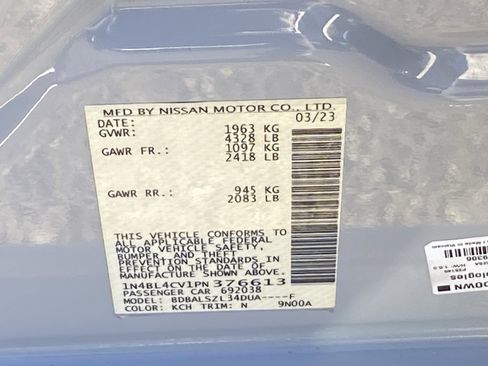 MFD BY NISSAN MOTOR CO., LTD.
DATE: 03/23
GVWR: 1963 KG
4328 LB
GAWR FR.: 1097 KG
2418 LB
GAWR RR.: 945 KG
2083 LB
THIS VEHICLE CONFORMS TO
ALL APPLICABLE FEDERAL
MOTOR VEHICLE SAFETY,
BUMPER, AND THEFT
PREVENTION STANDARDS IN
EFFECT ON THE DATE OF
MANUFACTURE SHOWN ABOVE.
1N4BL4CV1PN376613
PASSENGER CAR 692038
MODEL: BDBALSZL34DUA----F
COLOR: KCH TRIM: N 9N00A
Made in Vietnam